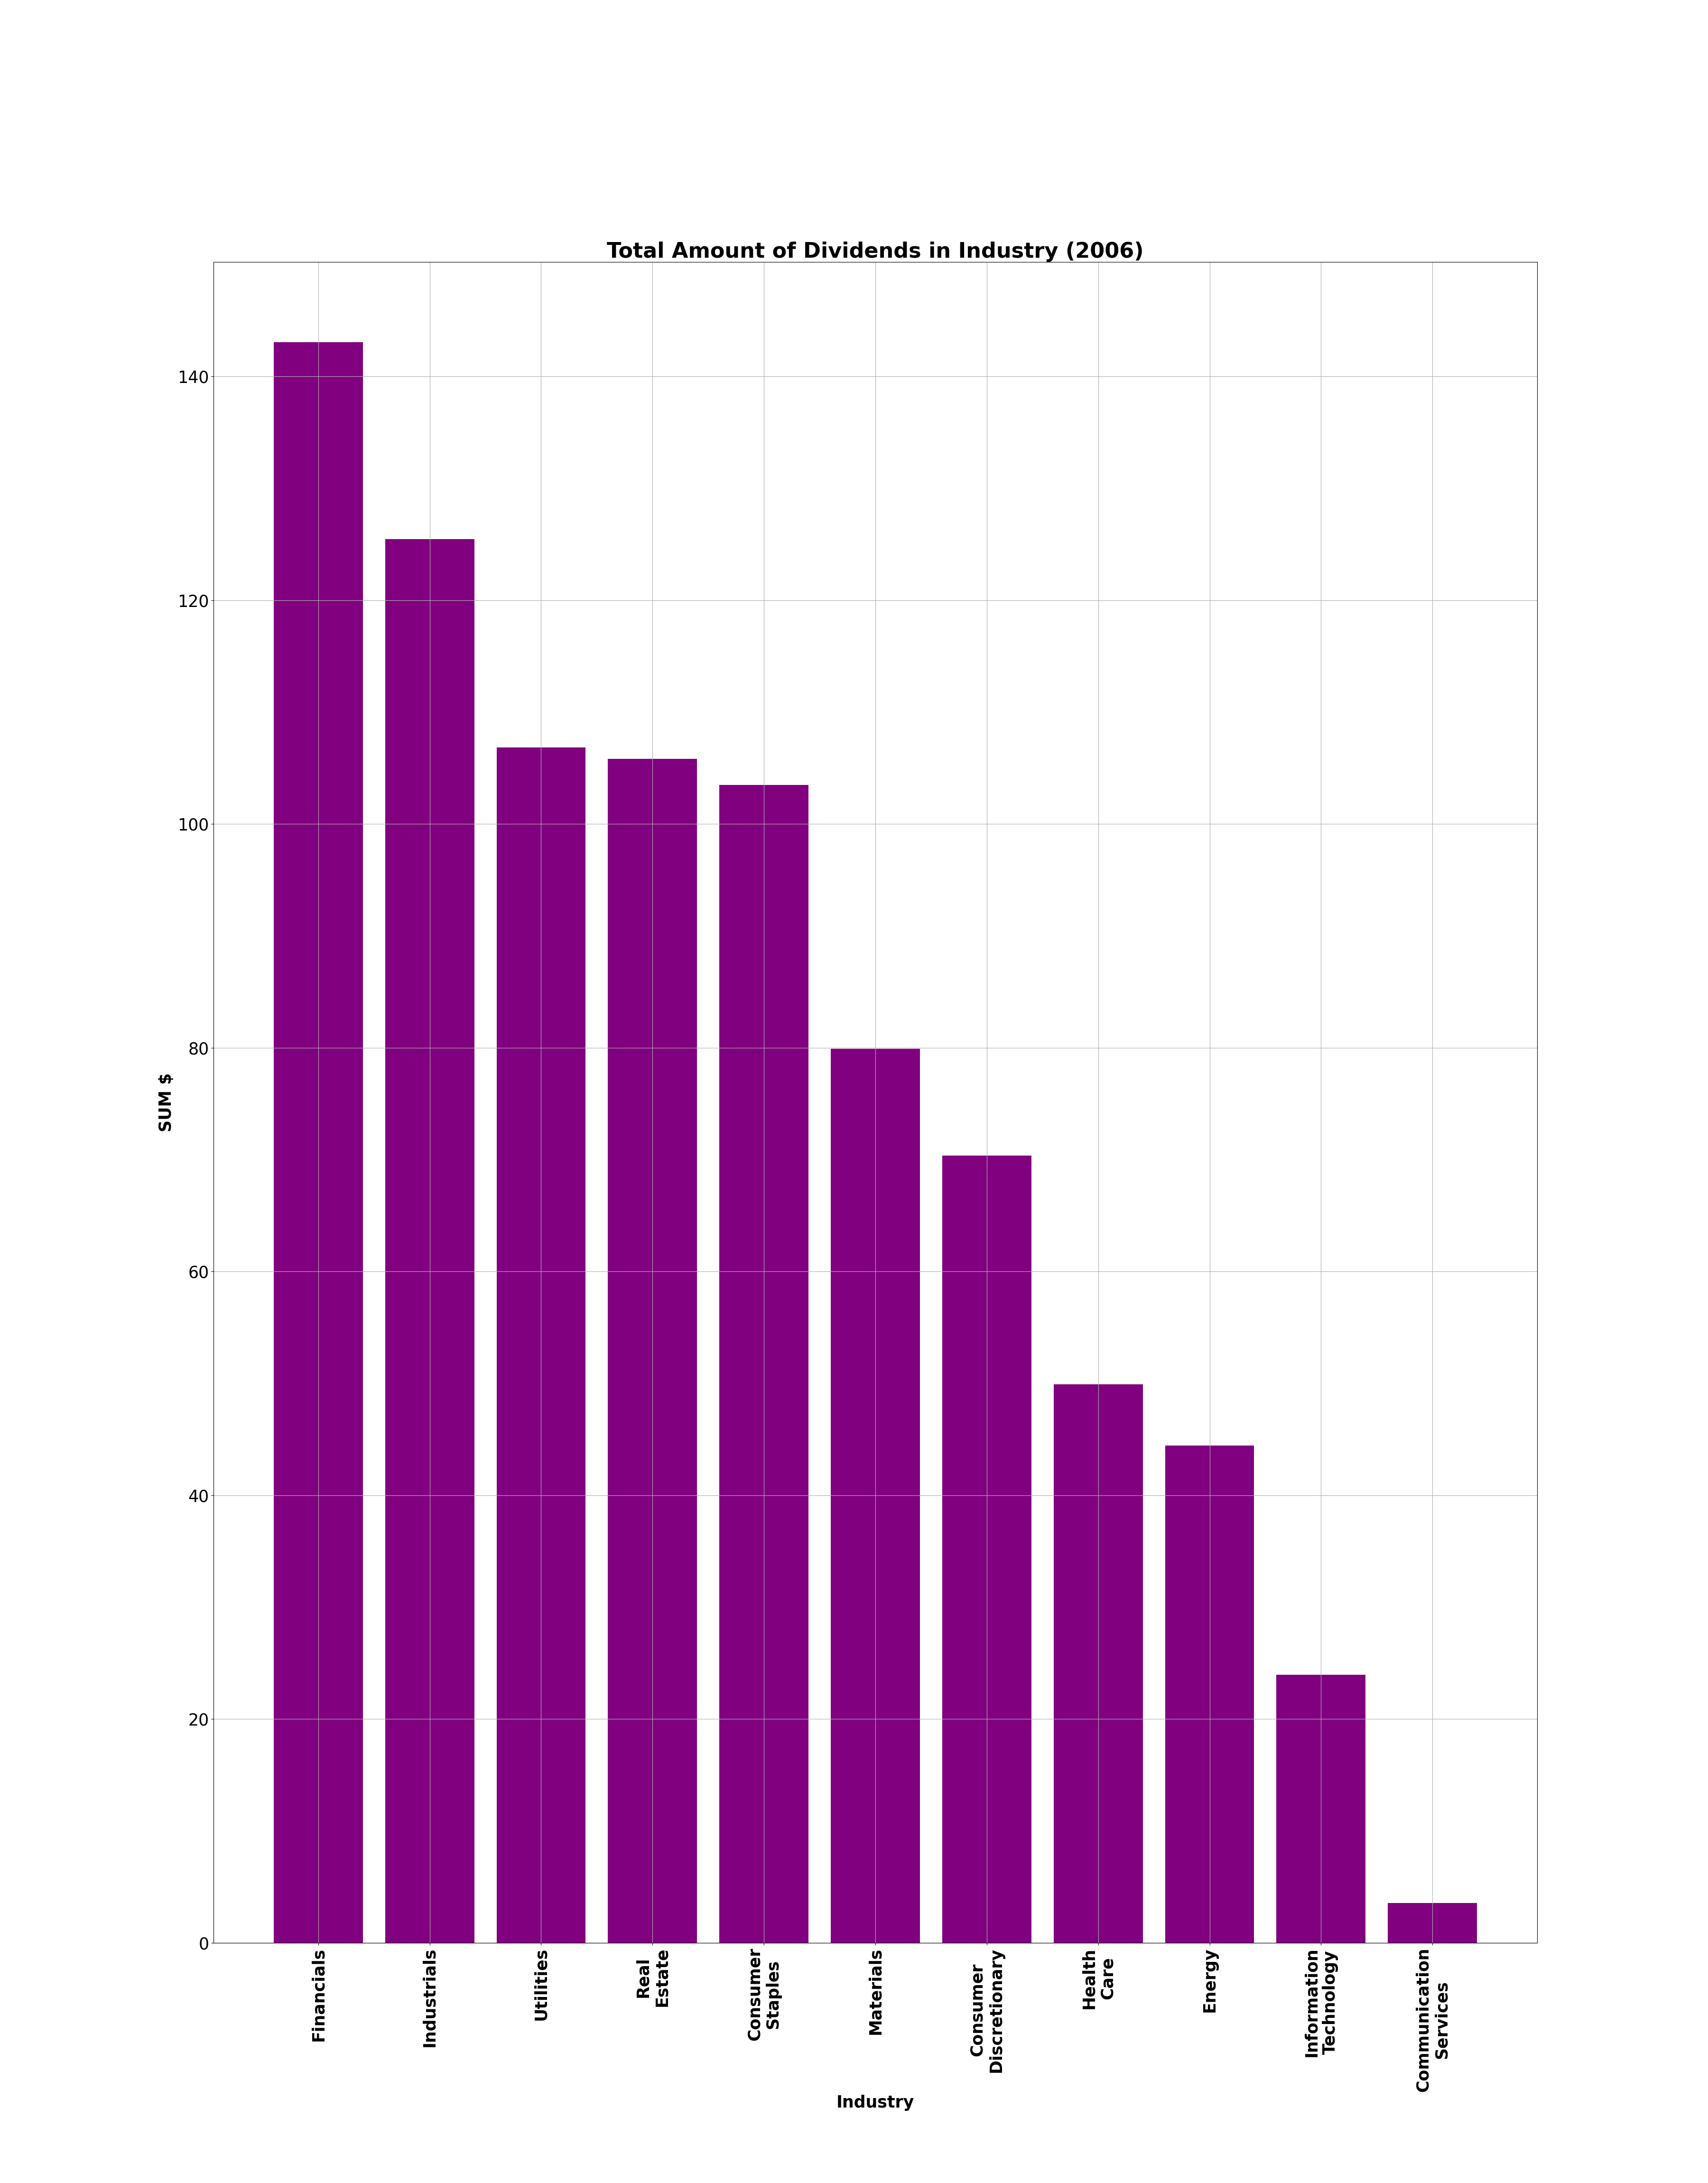 Total Amount of Dividends in Industry (2006)
140
120
100
80
60
40
20
0
SUM $
Financials
Industrials
Utilities
Real
Estate
Consumer
Staples
Materials
Consumer
Discretionary
Health
Care
Energy
Information
Technology
Communication
Services
Industry